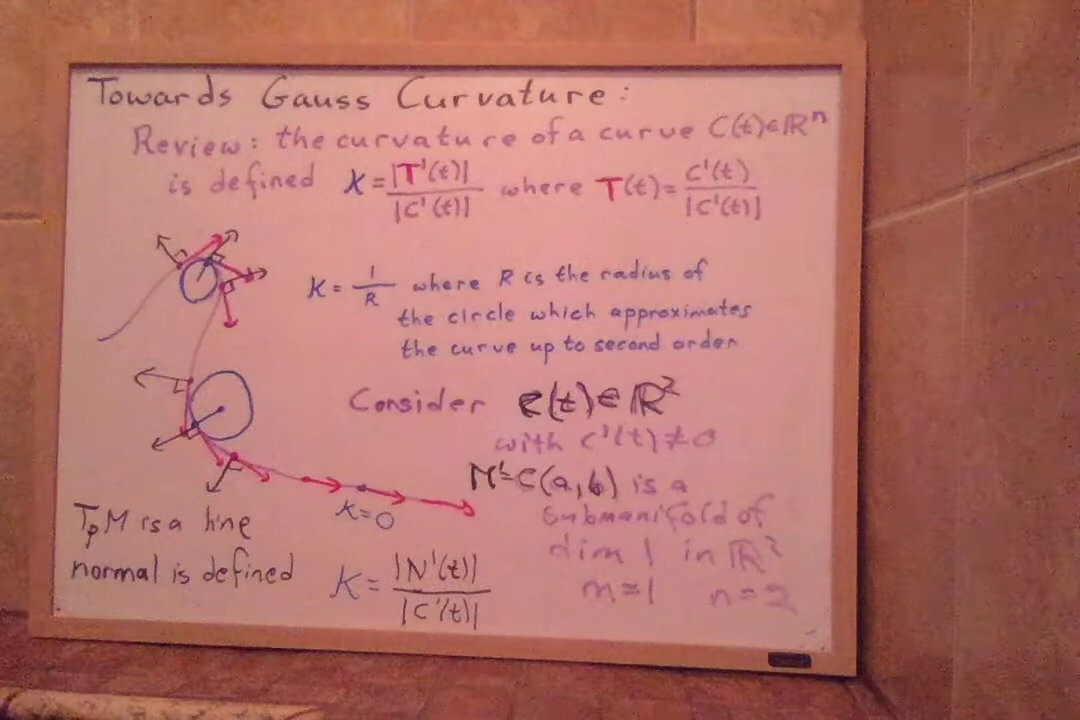 Towards Gauss Curvature:
Review: the curvature of a curve C(t)∈ℝⁿ
is defined K = |T'(t)| / |C'(t)| where T(t) = C'(t) / |C'(t)|
K = 1/R where R is the radius of
the circle which approximates
the curve up to second order
Consider C(t)∈ℝ²
with C'(t)≠0
M¹=C(a,b) is a
submanifold of
dim 1 in ℝ²
m=1 n=2
K=0
TₚM is a line
normal is defined
K = |N'(t)| / |C'(t)|